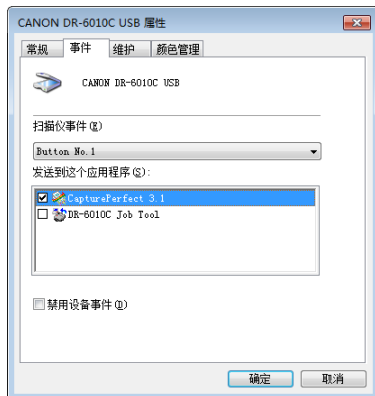 CANON DR-6010C USB 属性
常规 事件 维护 颜色管理
CANON DR-6010C USB
扫描仪事件(E)
Button No.1
发送到这个应用程序(S):
CapturePerfect 3.1
DR-6010C Job Tool
禁用设备事件(D)
确定 取消